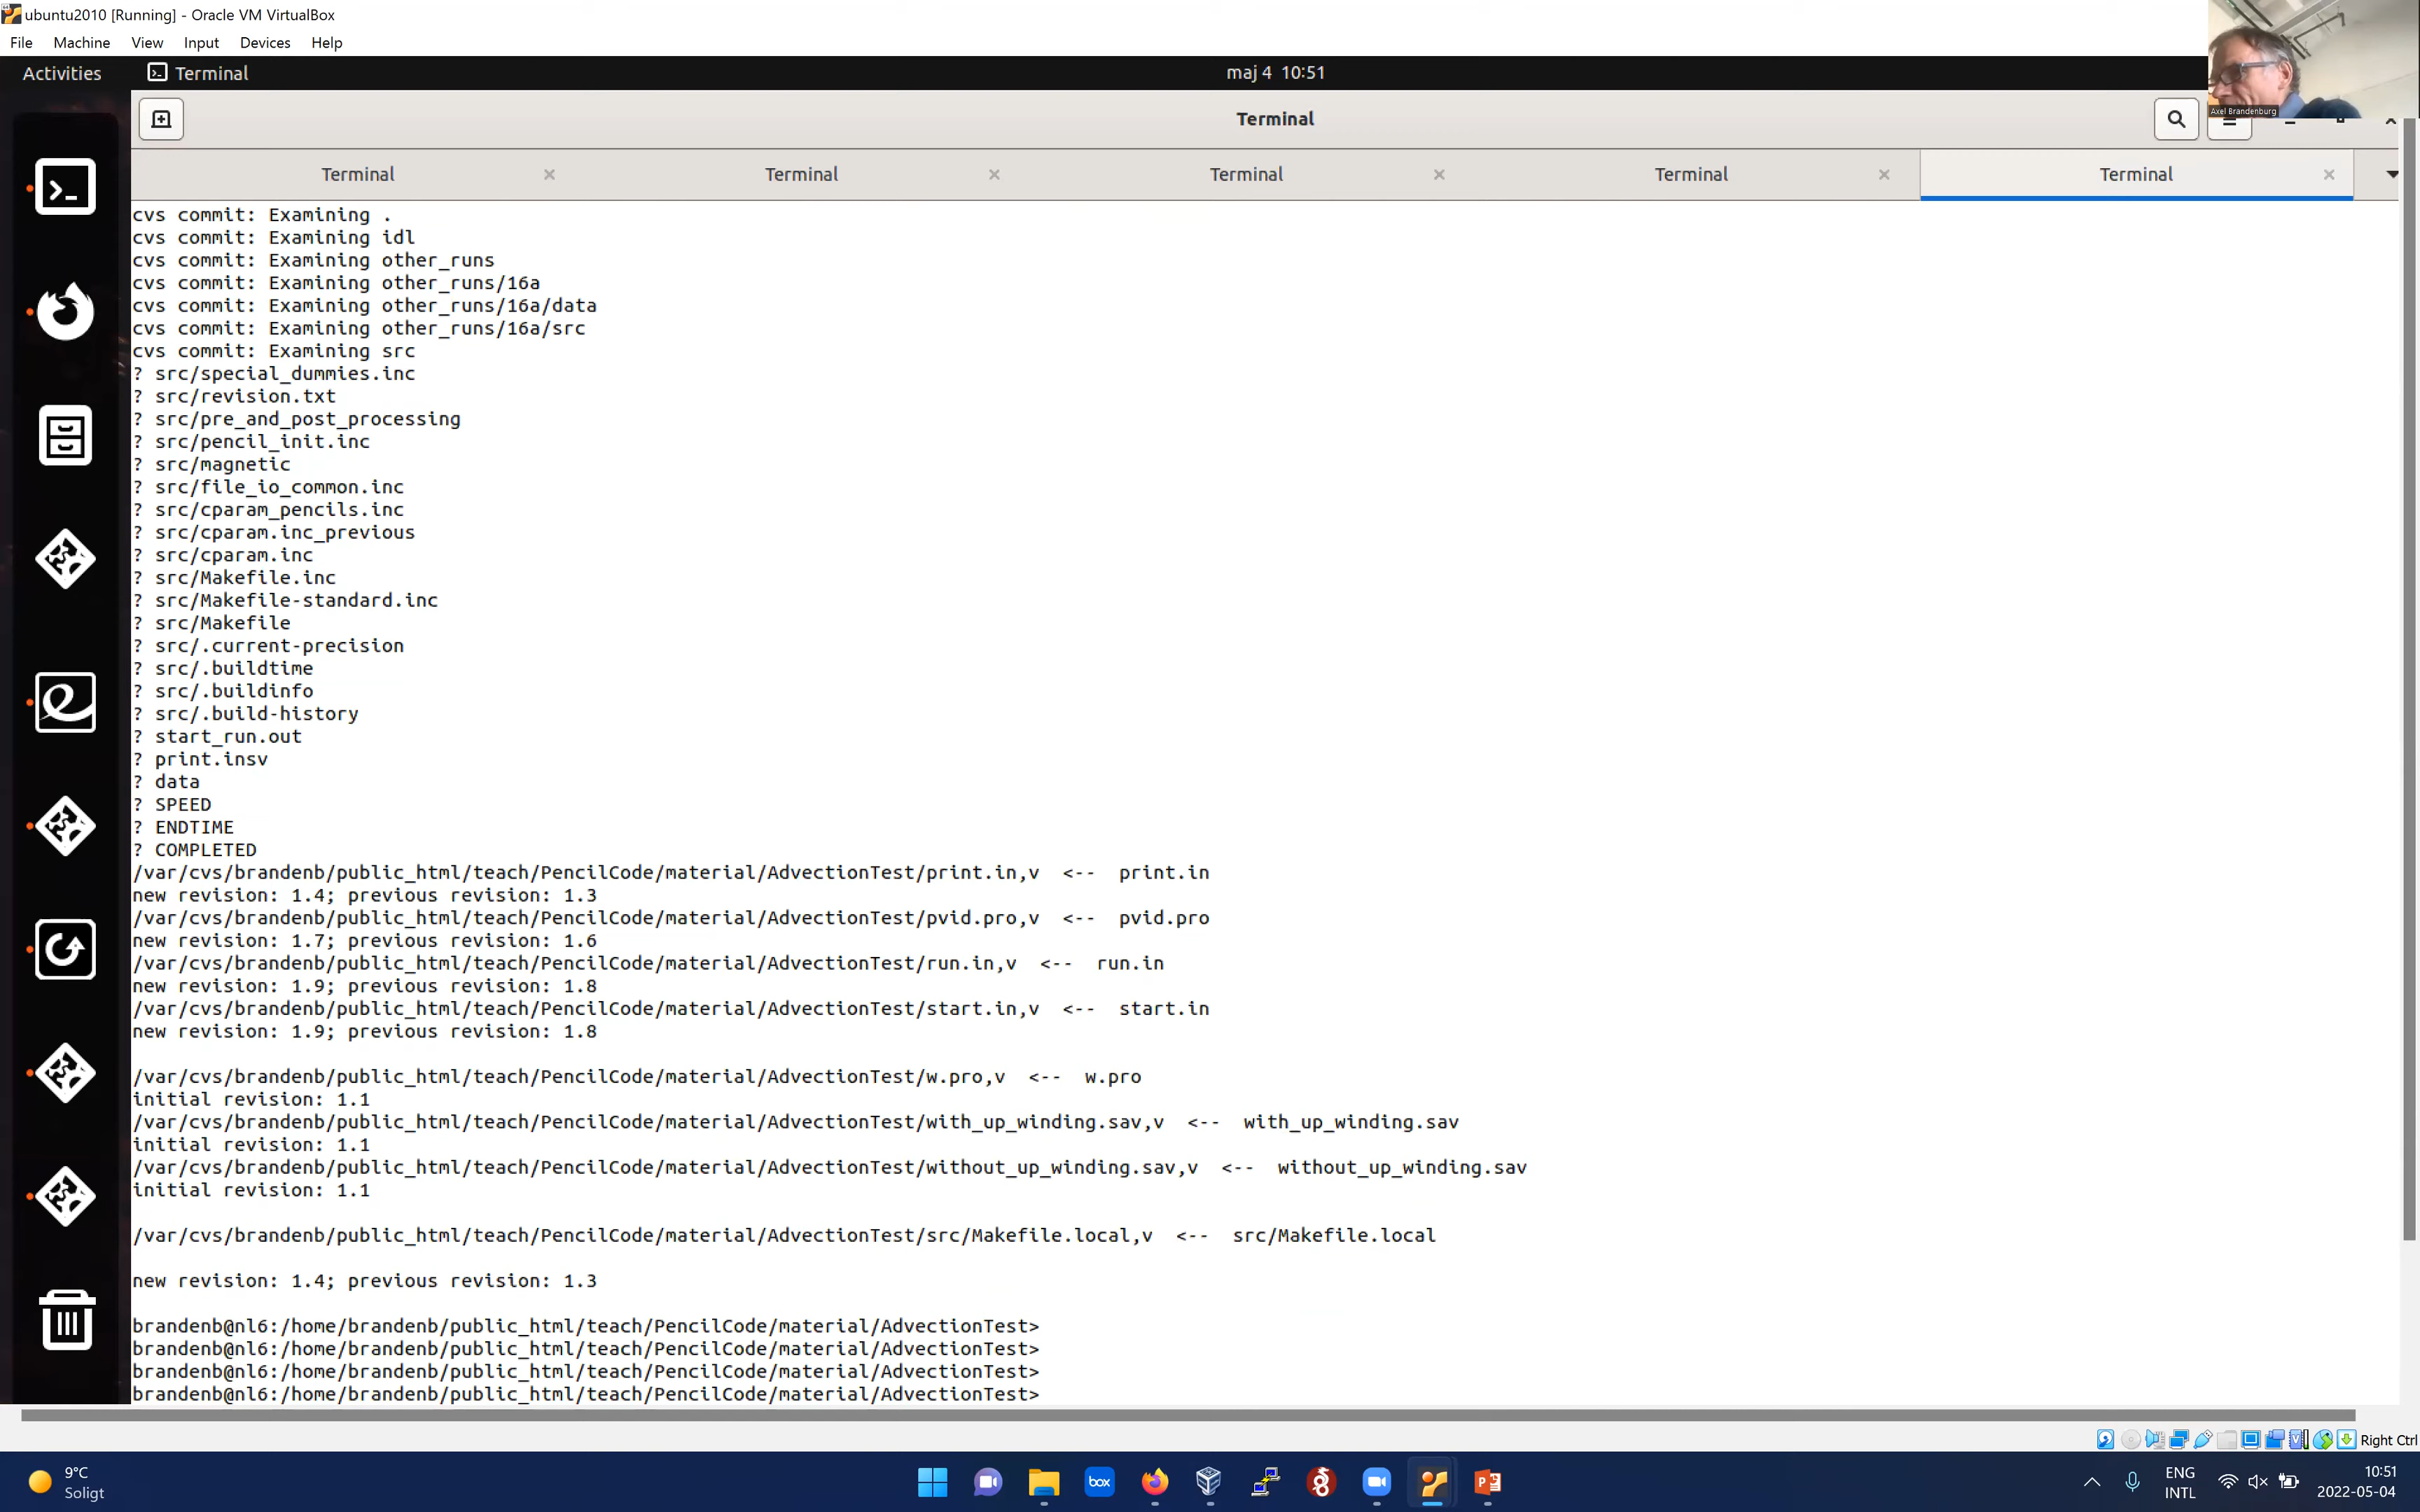 ubuntu2010 [Running] - Oracle VM VirtualBox
File Machine View Input Devices Help
Activities Terminal maj 4 10:51
Axel Brandenburg
Terminal
Terminal Terminal Terminal Terminal Terminal
cvs commit: Examining .
cvs commit: Examining idl
cvs commit: Examining other_runs
cvs commit: Examining other_runs/16a
cvs commit: Examining other_runs/16a/data
cvs commit: Examining other_runs/16a/src
cvs commit: Examining src
? src/special_dummies.inc
? src/revision.txt
? src/pre_and_post_processing
? src/pencil_init.inc
? src/magnetic
? src/file_io_common.inc
? src/cparam_pencils.inc
? src/cparam.inc_previous
? src/cparam.inc
? src/Makefile.inc
? src/Makefile-standard.inc
? src/Makefile
? src/.current-precision
? src/.buildtime
? src/.buildinfo
? src/.build-history
? start_run.out
? print.insv
? data
? SPEED
? ENDTIME
? COMPLETED
/var/cvs/brandenb/public_html/teach/PencilCode/material/AdvectionTest/print.in,v <-- print.in
new revision: 1.4; previous revision: 1.3
/var/cvs/brandenb/public_html/teach/PencilCode/material/AdvectionTest/pvid.pro,v <-- pvid.pro
new revision: 1.7; previous revision: 1.6
/var/cvs/brandenb/public_html/teach/PencilCode/material/AdvectionTest/run.in,v <-- run.in
new revision: 1.9; previous revision: 1.8
/var/cvs/brandenb/public_html/teach/PencilCode/material/AdvectionTest/start.in,v <-- start.in
new revision: 1.9; previous revision: 1.8
/var/cvs/brandenb/public_html/teach/PencilCode/material/AdvectionTest/w.pro,v <-- w.pro
initial revision: 1.1
/var/cvs/brandenb/public_html/teach/PencilCode/material/AdvectionTest/with_up_winding.sav,v <-- with_up_winding.sav
initial revision: 1.1
/var/cvs/brandenb/public_html/teach/PencilCode/material/AdvectionTest/without_up_winding.sav,v <-- without_up_winding.sav
initial revision: 1.1
/var/cvs/brandenb/public_html/teach/PencilCode/material/AdvectionTest/src/Makefile.local,v <-- src/Makefile.local
new revision: 1.4; previous revision: 1.3
brandenb@nl6:/home/brandenb/public_html/teach/PencilCode/material/AdvectionTest>
brandenb@nl6:/home/brandenb/public_html/teach/PencilCode/material/AdvectionTest>
brandenb@nl6:/home/brandenb/public_html/teach/PencilCode/material/AdvectionTest>
brandenb@nl6:/home/brandenb/public_html/teach/PencilCode/material/AdvectionTest>
Right Ctrl
9°C
Soligt
box
ENG
INTL
10:51
2022-05-04